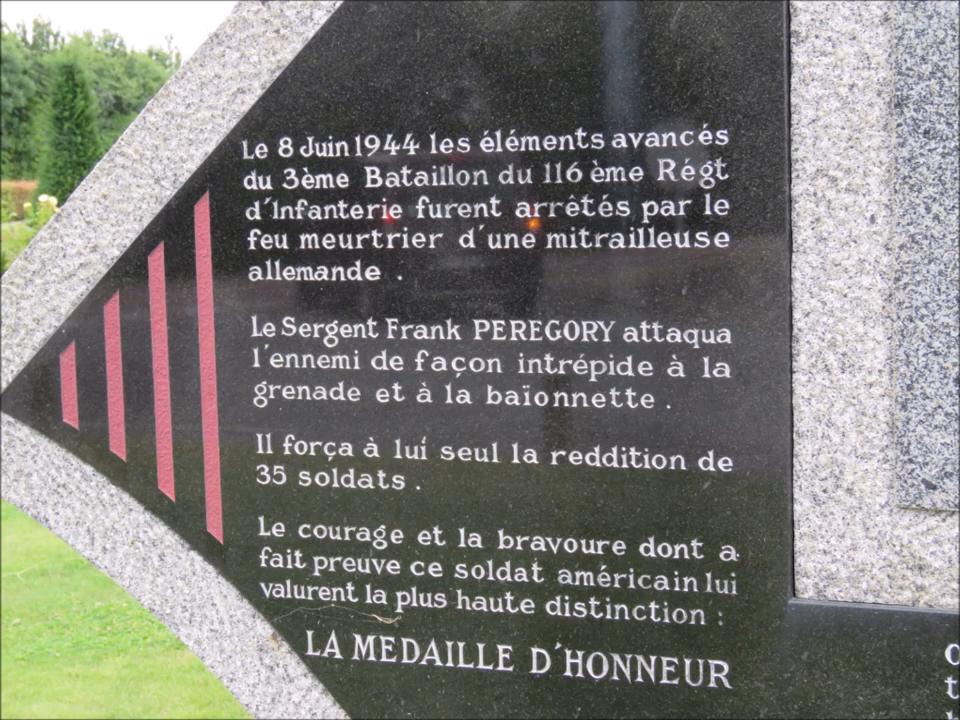 Le 8 Juin 1944 les éléments avancés
du 3ème Bataillon du 116 ème Régt
d'Infanterie furent arrêtés par le
feu meurtrier d'une mitrailleuse
allemande .
Le Sergent Frank PEREGORY attaqua
l'ennemi de façon intrépide à la
grenade et à la baïonnette .
Il força à lui seul la reddition de
35 soldats .
Le courage et la bravoure dont a
fait preuve ce soldat américain lui
valurent la plus haute distinction :
LA MEDAILLE D'HONNEUR